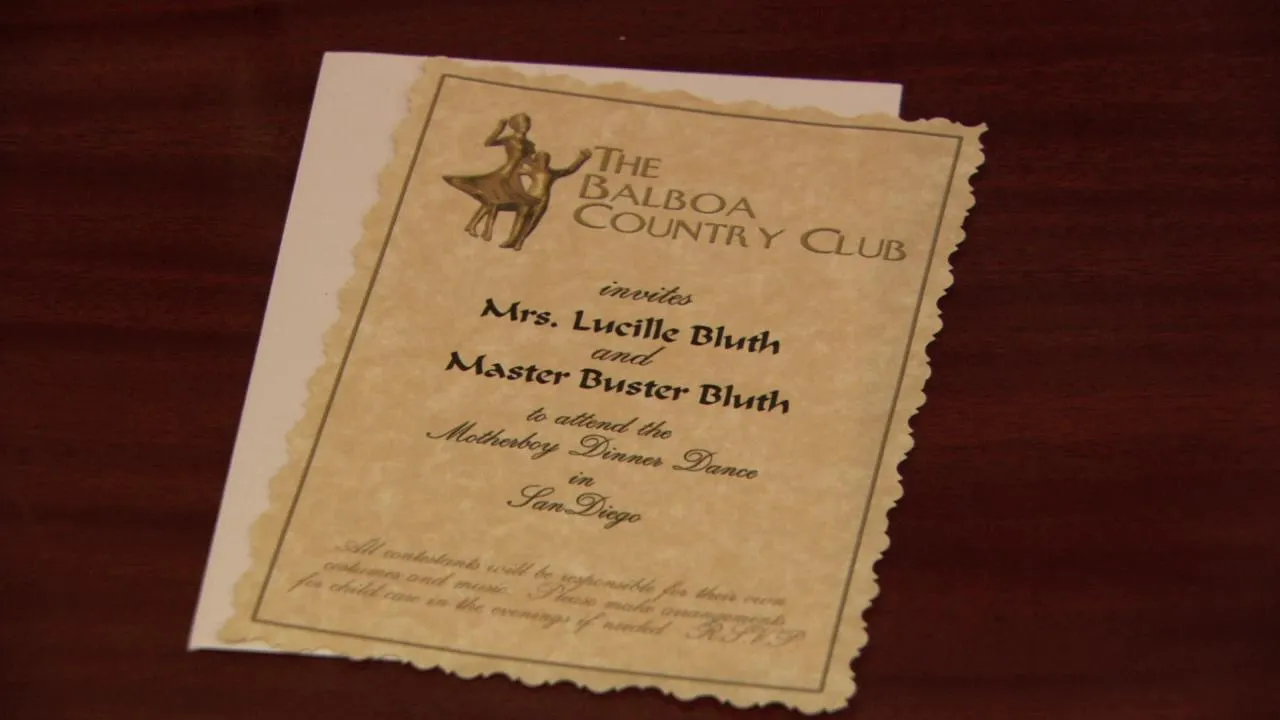 THE
BALBOA
COUNTRY CLUB
invites
Mrs. Lucille Bluth
and
Master Buster Bluth
to attend the
Motherboy Dinner Dance
in
San Diego
All contestants will be responsible for their own
costumes and music. Please make arrangements
for child care in the evenings if needed. R.S.V.P.